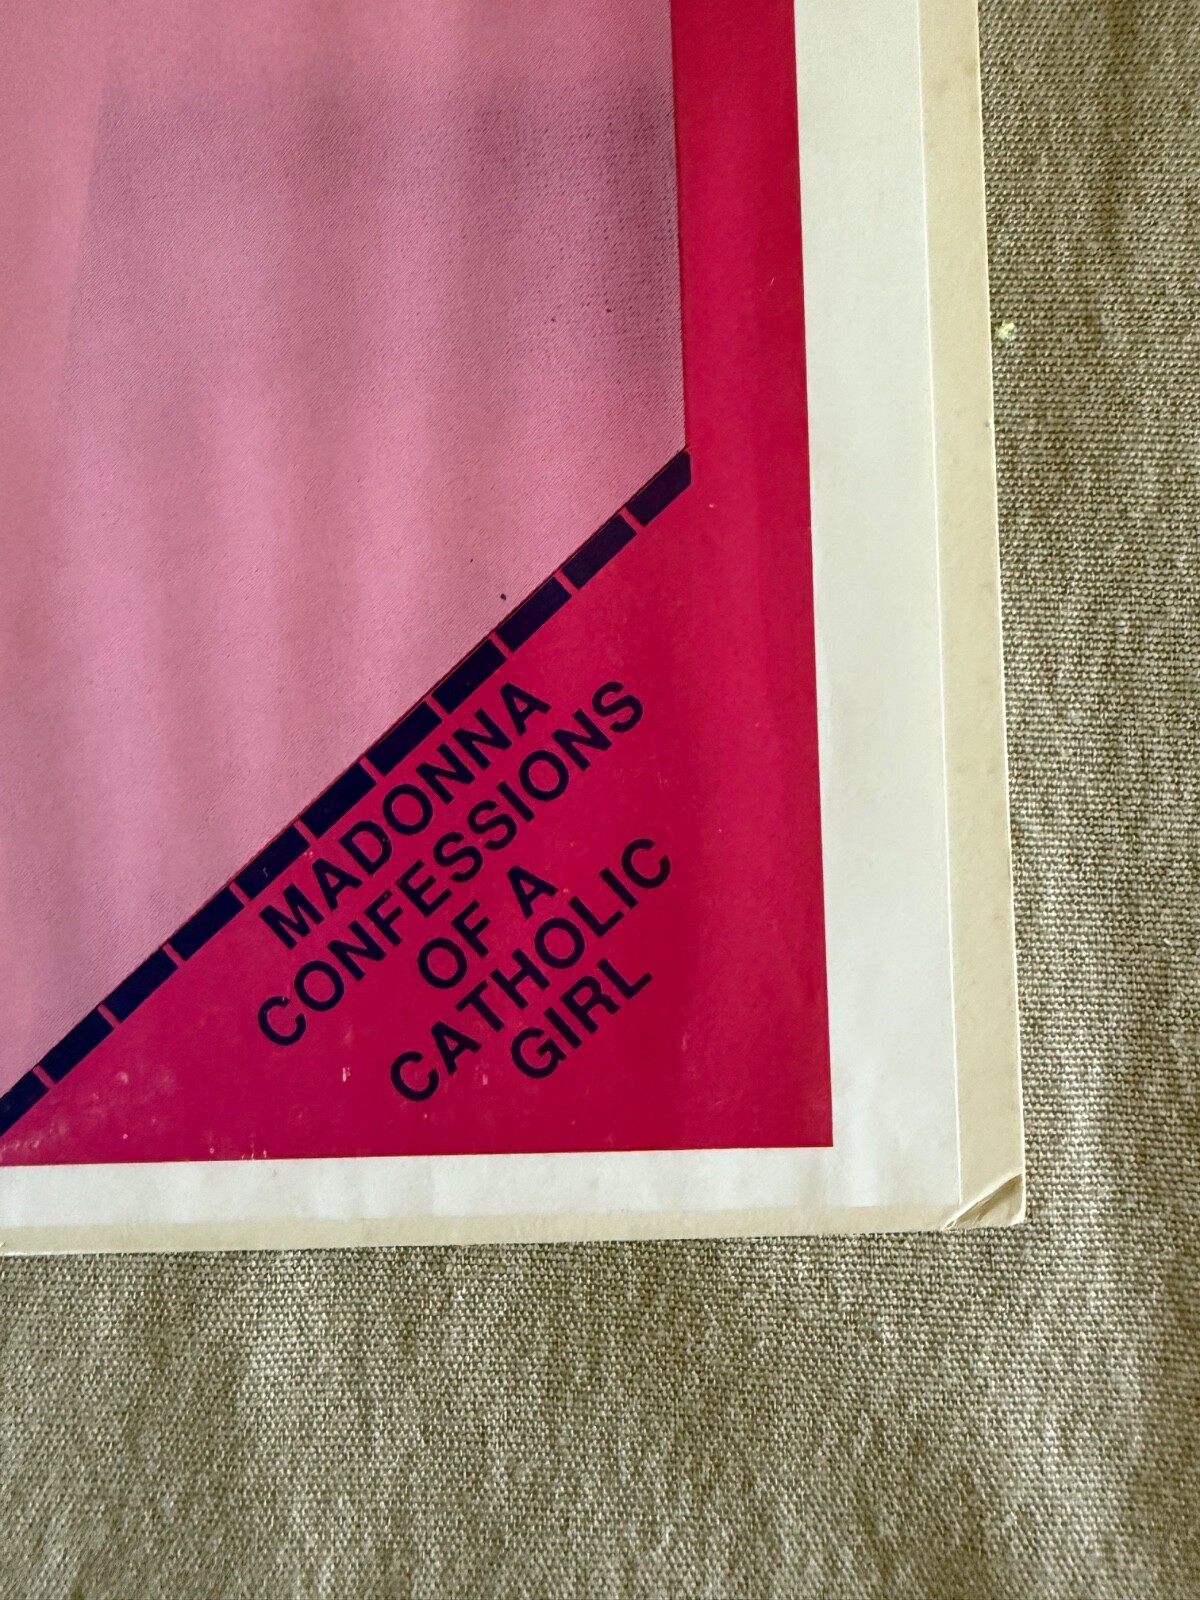 MADONNA
CONFESSIONS
OF A
CATHOLIC
GIRL